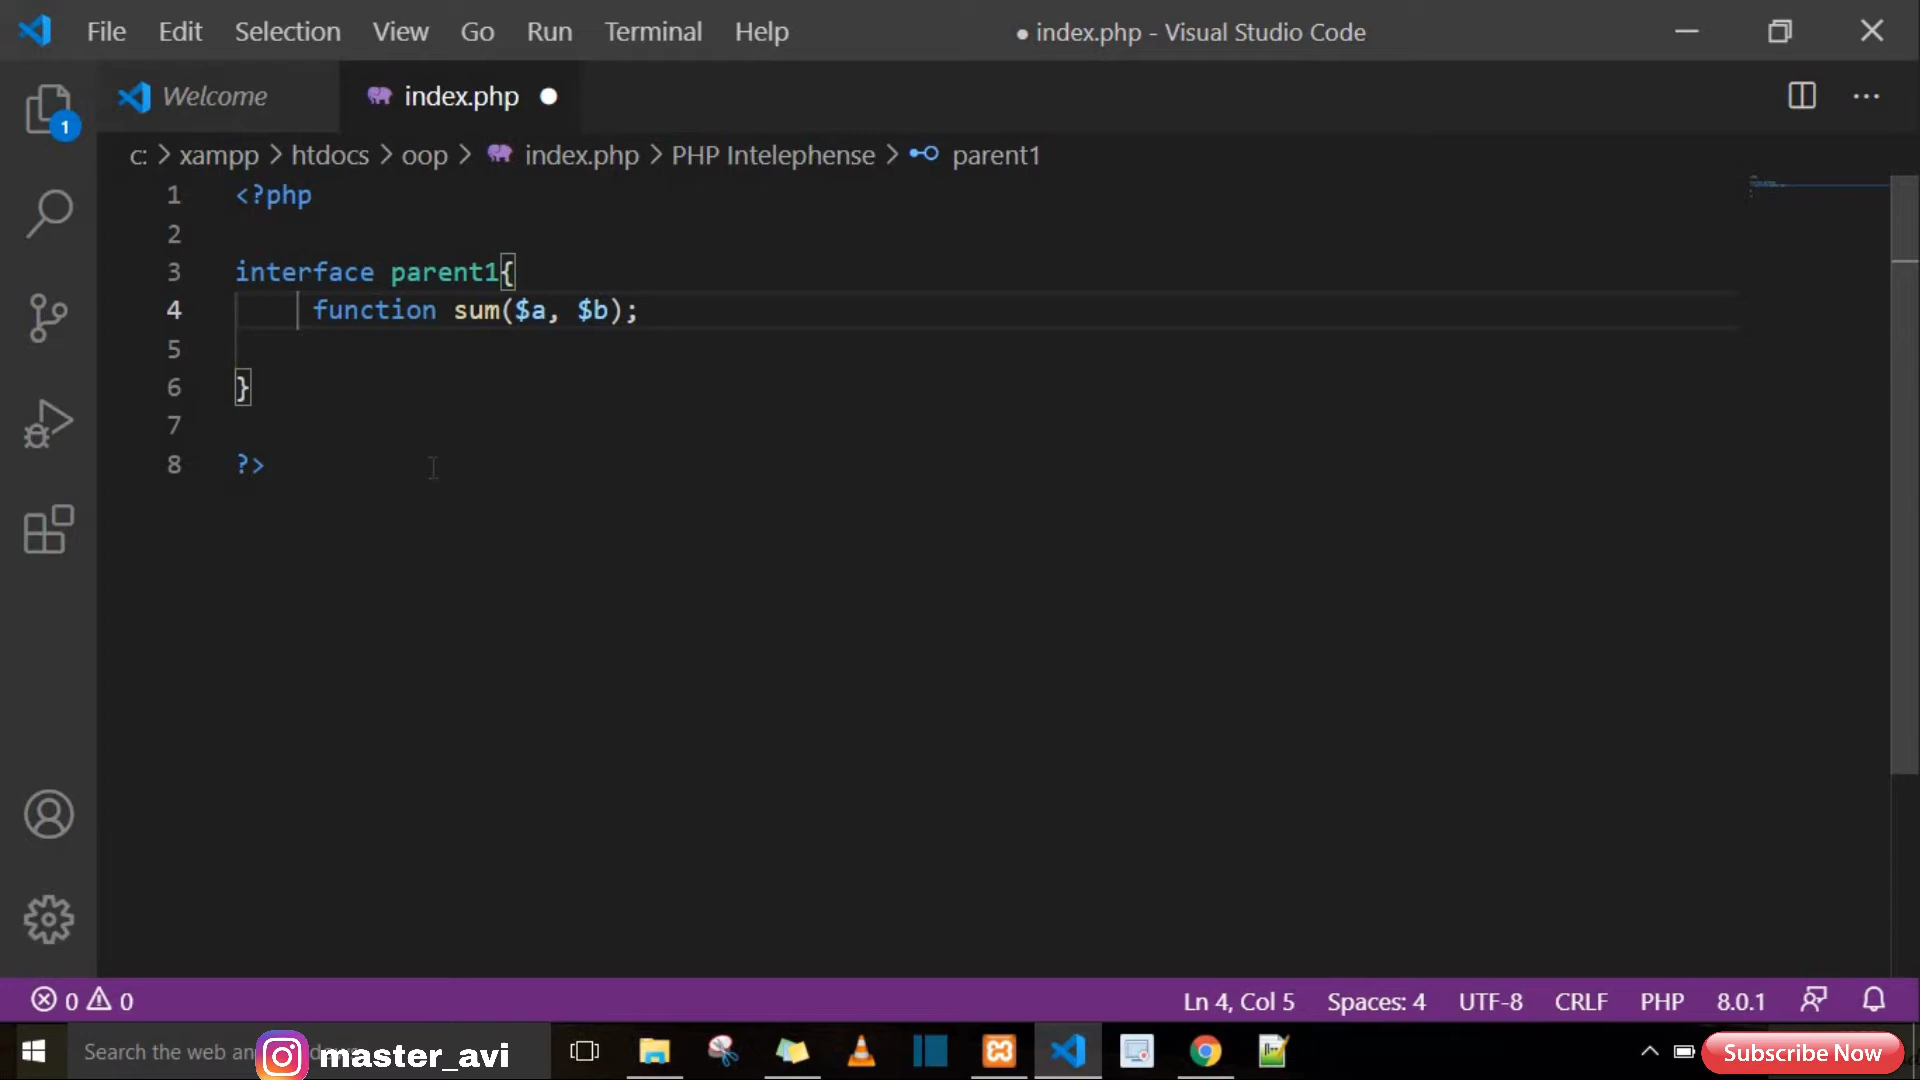 File Edit Selection View Go Run Terminal Help ● index.php - Visual Studio Code
Welcome index.php ●
c: > xampp > htdocs > oop > index.php > PHP Intelephense > parent1
1 <?php
2
3 interface parent1{
4 function sum($a, $b);
5
6 }
7
8 ?>
1
0 0 Ln 4, Col 5 Spaces: 4 UTF-8 CRLF PHP 8.0.1
Search the web an master_avi Subscribe Now